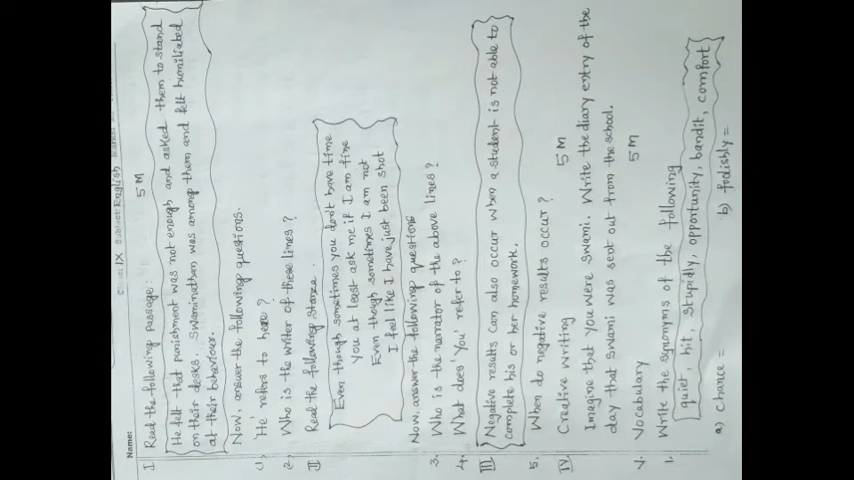 Class IX Subject English
Name:
I Read the following passage: 5 M
He felt that punishment was not enough and asked them to stand
on their desks. Swaminathan was among them and felt humiliated
at their behaviour.
Now, answer the following questions.
1, He refers to here?
2, Who is the writer of these lines?
II Read the following stanza.
Even though sometimes you don't have time
You at least ask me if I am fine
Even though sometimes I am not
I feel like I have just been shot
Now, answer the following questions
3. Who is the narrator of the above lines?
4. What does 'you' refer to?
III Negative results can also occur when a student is not able to
complete his or her homework.
5. When do negative results occur?
IV Creative writing 5 M
Imagine that you were swami. Write the diary entry of the
day that swami was sent out from the school.
V. Vocabulary 5 M
1. Write the synonyms of the following
quiet, hit, stupidly, opportunity, bandit, comfort
a) chance = b) foolishly =